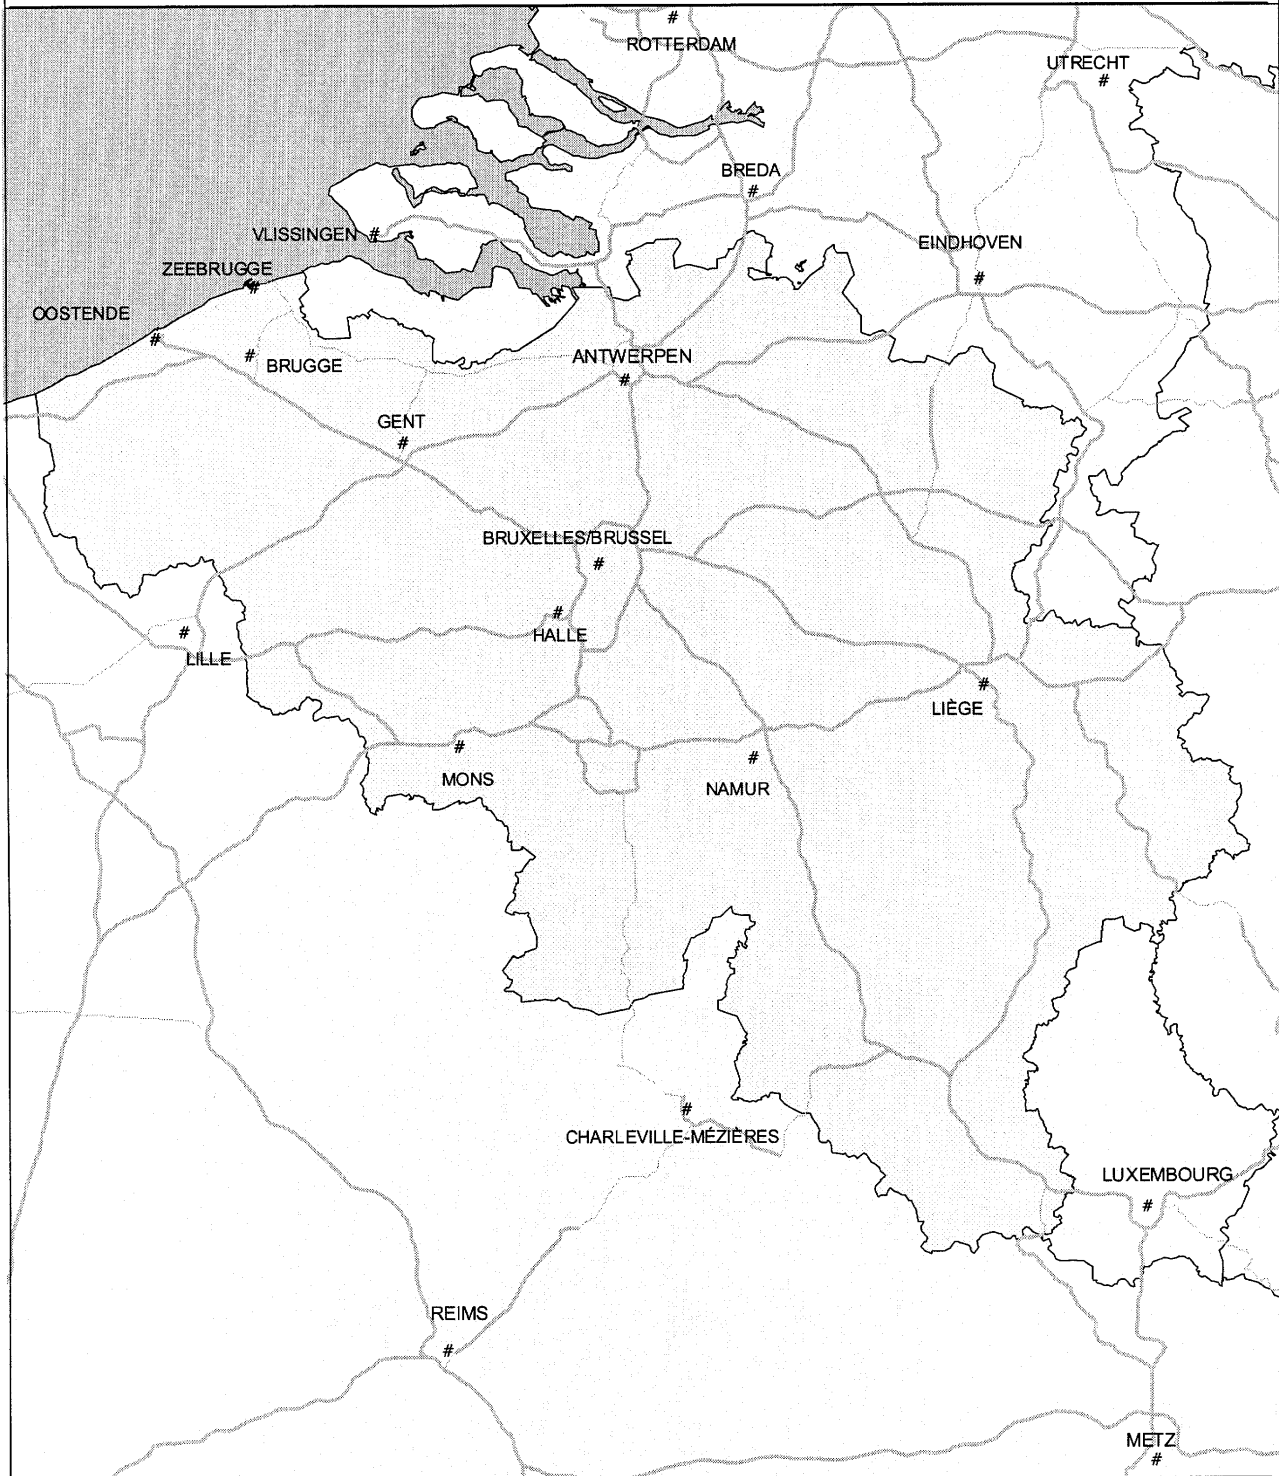 ROTTERDAM
UTRECHT
BREDA
VLISSINGEN
EINDHOVEN
ZEEBRUGGE
OOSTENDE
ANTWERPEN
BRUGGE
GENT
BRUXELLES/BRUSSEL
HALLE
LILLE
LIÈGE
MONS
NAMUR
CHARLEVILLE-MÉZIÈRES
LUXEMBOURG
REIMS
METZ